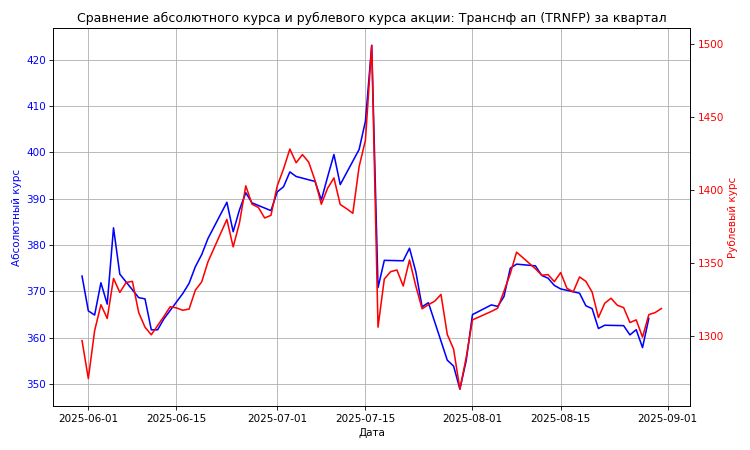 Сравнение абсолютного курса и рублевого курса акции: Транснф ап (TRNFP) за квартал
420
410
400
390
380
370
360
350
Абсолютный курс
1500
1450
1400
1350
1300
Рублевый курс
2025-06-01 2025-06-15 2025-07-01 2025-07-15 2025-08-01 2025-08-15 2025-09-01
Дата